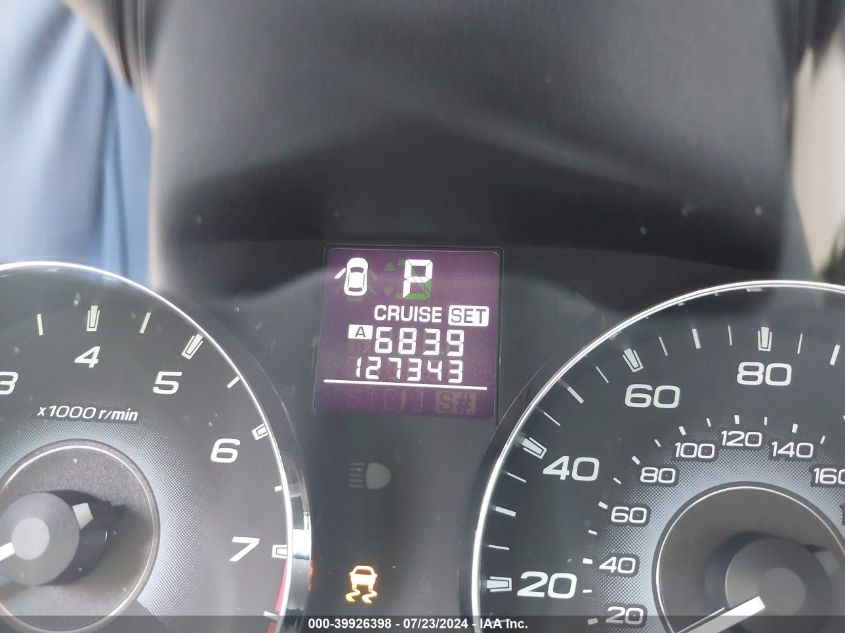 P
CRUISE SET
A 6839
127343
S#
3 4 5 6 7
x1000 r/min
20 40 60 80
20 40 60 80 100 120 140 160
000-39926398 - 07/23/2024 - IAA Inc.